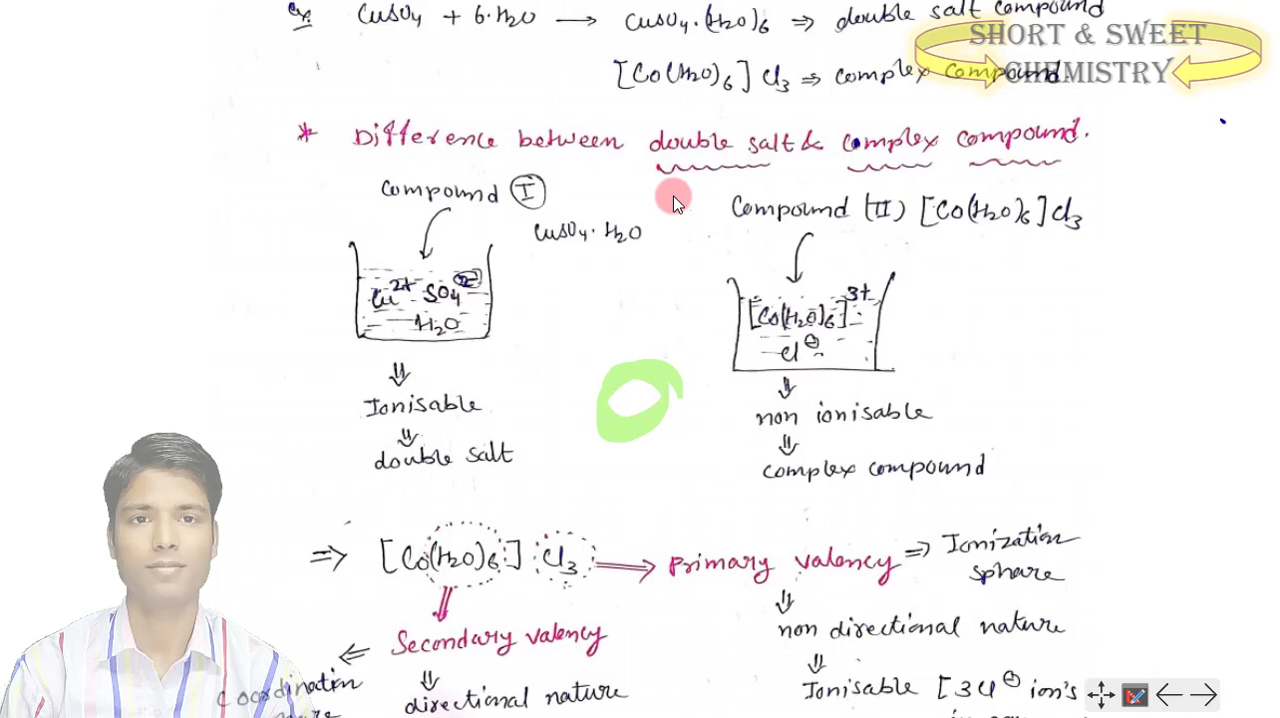 Ex CuSO4 + 6·H2O ⟶ CuSO4·(H2O)6 ⇒ double salt compound
SHORT & SWEET
CHEMISTRY
[Co(H2O)6]Cl3 ⇒ complex compound
* Difference between double salt & complex compound.
Compound (I)
CuSO4·H2O
Compound (II) [Co(H2O)6]Cl3
Cu2+ SO4 2-
H2O
[Co(H2O)6]3+
Cl⊖
⇓
Ionisable
⇓
double salt
⇓
non ionisable
⇓
complex compound
⇒ [Co(H2O)6] Cl3 ⟹ Primary valency ⇒ Ionization
sphare
⇓
non directional nature
⇓
Ionisable [3Cl⊖ ion's
⇓
Secondary valency
⇐ Coordination
⇓
directional nature